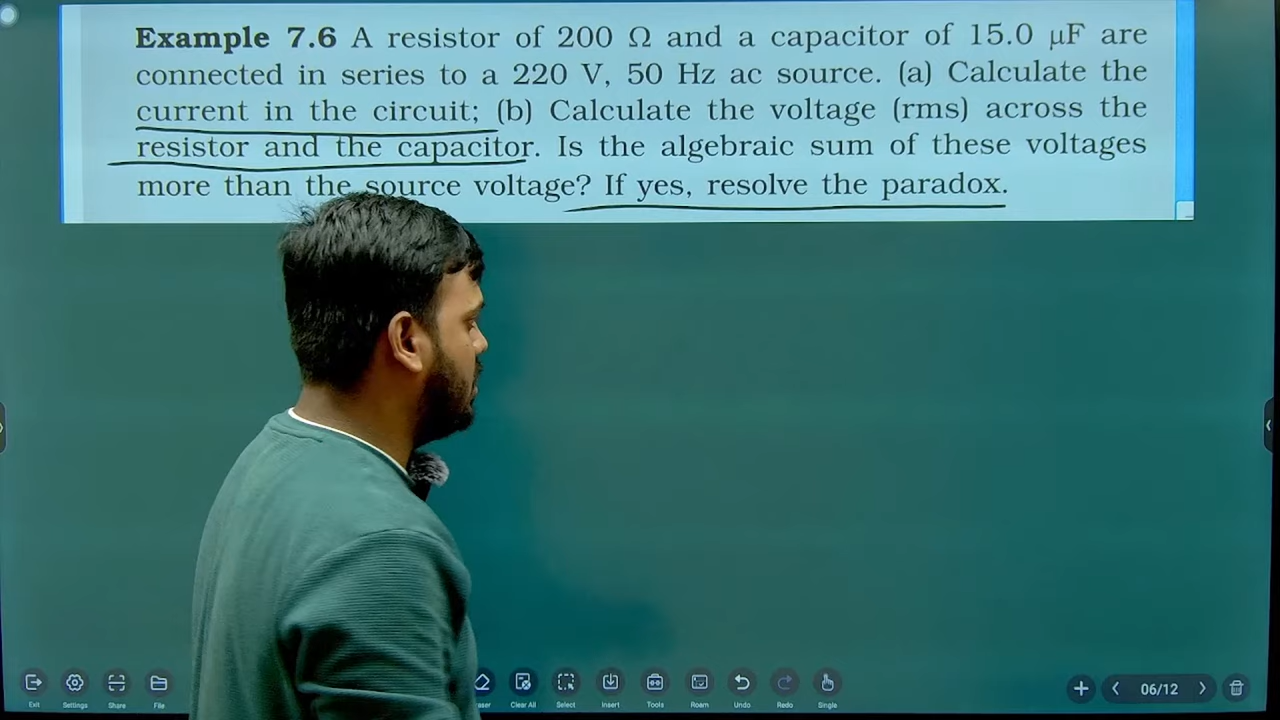 Example 7.6 A resistor of 200 Ω and a capacitor of 15.0 μF are
connected in series to a 220 V, 50 Hz ac source. (a) Calculate the
current in the circuit; (b) Calculate the voltage (rms) across the
resistor and the capacitor. Is the algebraic sum of these voltages
more than the source voltage? If yes, resolve the paradox.
Exit Settings Share File aser Clear All Select Insert Tools Roam Undo Redo Single
06/12